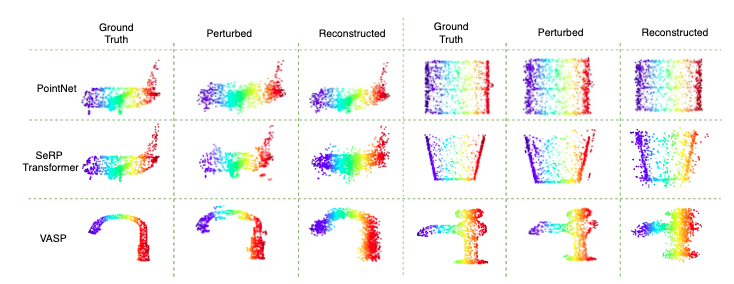 Ground
Truth
Perturbed
Reconstructed
Ground
Truth
Perturbed
Reconstructed
PointNet
SeRP
Transformer
VASP